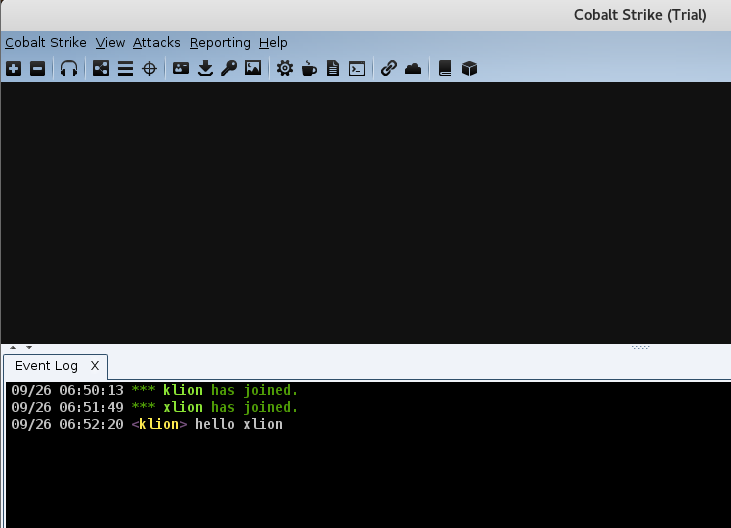 Cobalt Strike (Trial)
Cobalt Strike View Attacks Reporting Help
Event Log X
09/26 06:50:13 *** klion has joined.
09/26 06:51:49 *** xlion has joined.
09/26 06:52:20 <klion> hello xlion